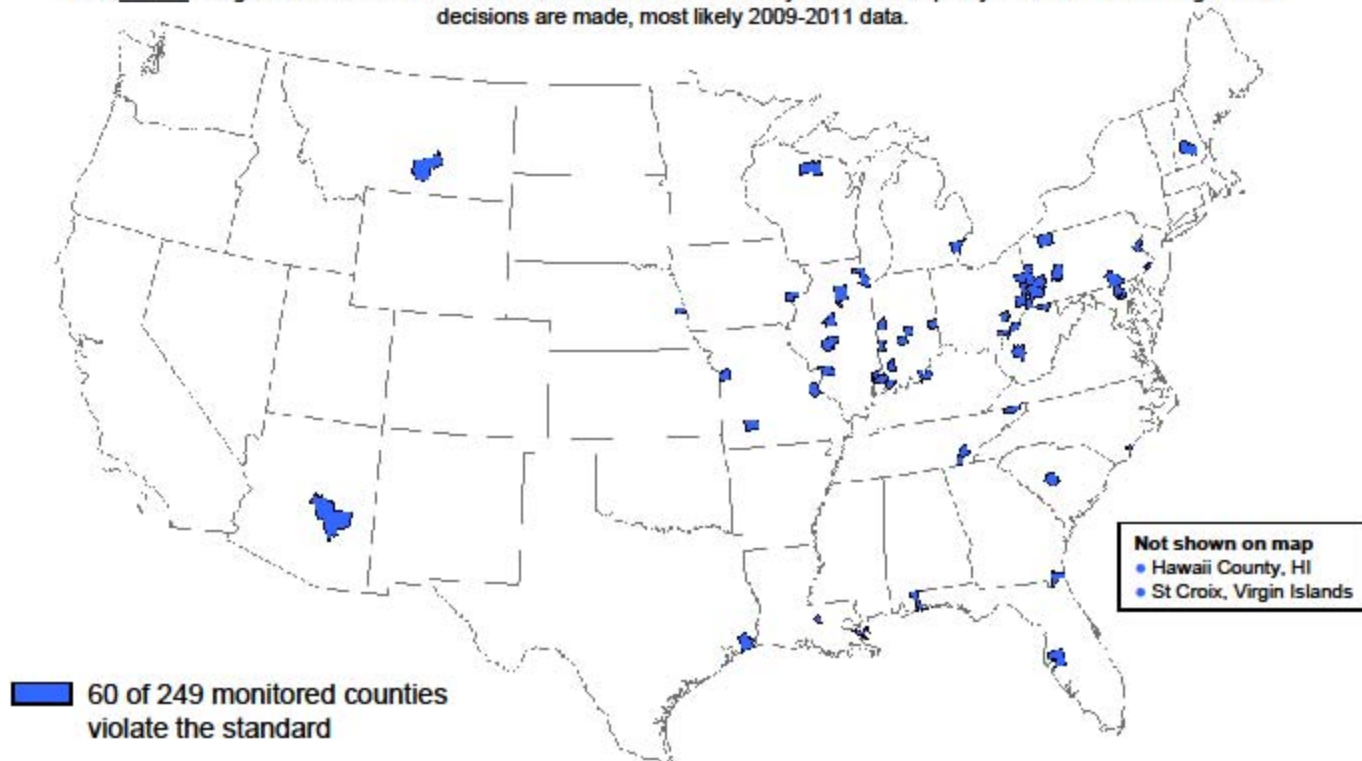 decisions are made, most likely 2009-2011 data.
Not shown on map
• Hawaii County, HI
• St Croix, Virgin Islands
60 of 249 monitored counties
violate the standard